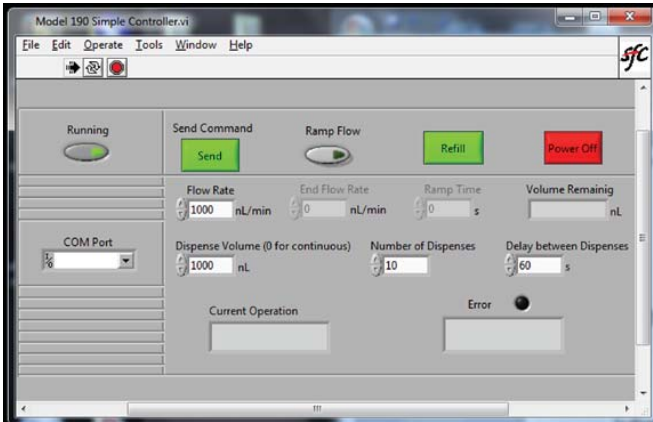 Model 190 Simple Controller.vi
File Edit Operate Tools Window Help
sfC
Running
Send Command
Ramp Flow
Send
Refill
Power Off
Flow Rate
End Flow Rate
Ramp Time
Volume Remainig
1000 nL/min
0 nL/min
0 s
nL
COM Port
Dispense Volume (0 for continuous)
Number of Dispenses
Delay between Dispenses
1000 nL
10
60 s
Current Operation
Error